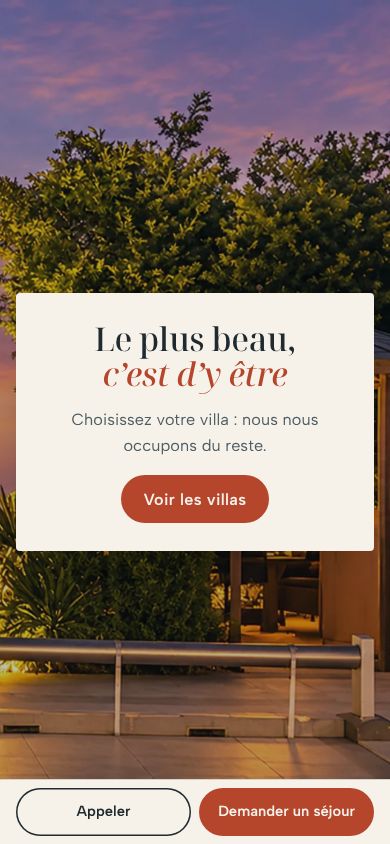 Le plus beau,
c’est d’y être
Choisissez votre villa : nous nous
occupons du reste.
Voir les villas
Appeler
Demander un séjour